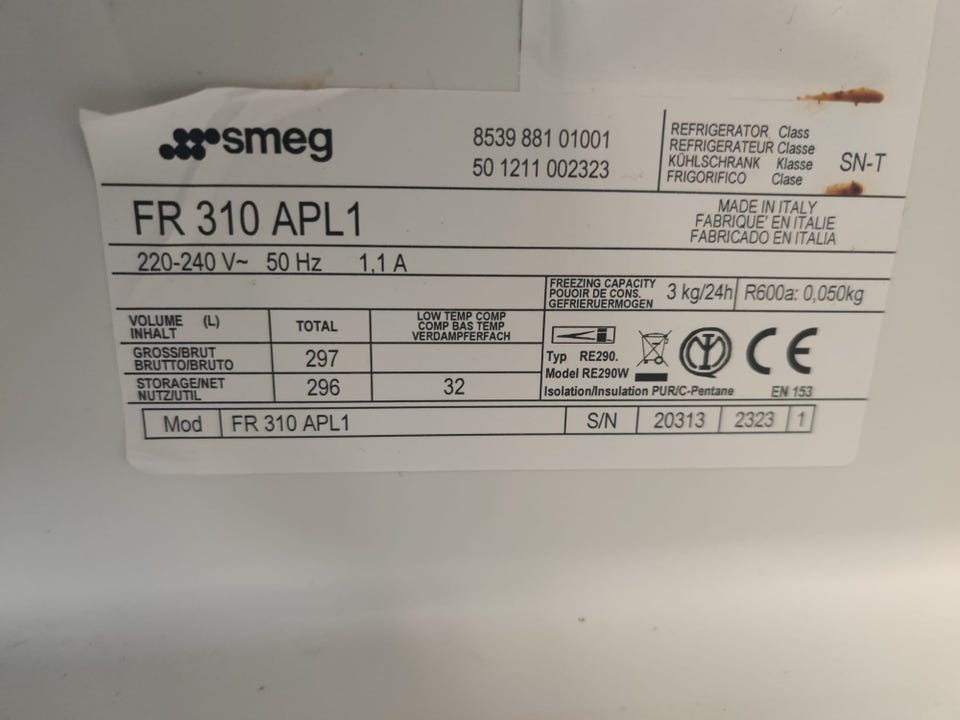 smeg
8539 881 01001
50 1211 002323
REFRIGERATOR Class
REFRIGERATEUR Classe
KÜHLSCHRANK Klasse
FRIGORIFICO Clase
SN-T
FR 310 APL1
MADE IN ITALY
FABRIQUE' EN ITALIE
FABRICADO EN ITALIA
220-240 V~ 50 Hz 1,1 A
FREEZING CAPACITY
POUOIR DE CONS.
GEFRIERUERMOGEN
3 kg/24h
R600a: 0,050kg
VOLUME (L)
INHALT
TOTAL
LOW TEMP COMP
COMP BAS TEMP
VERDAMPFERFACH
GROSS/BRUT
BRUTTO/BRUTO
297
STORAGE/NET
NUTZ/UTIL
296
32
Typ RE290.
Model RE290W
CE
Isolation/Insulation PUR/C-Pentane
EN 153
Mod FR 310 APL1 S/N 20313 2323 1